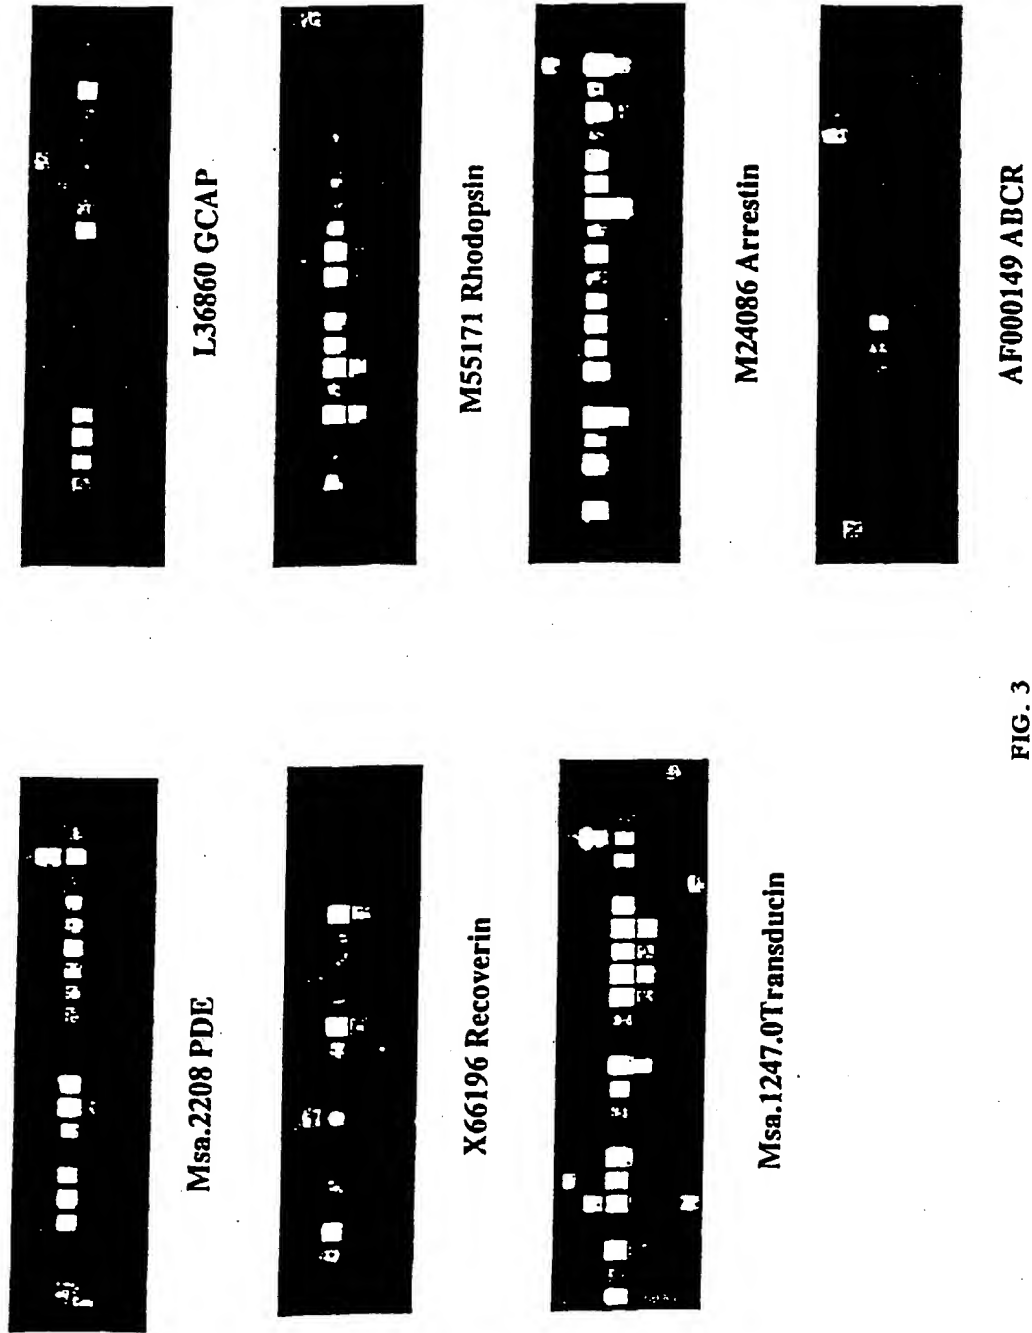 L36860 GCAP
M55171 Rhodopsin
M24086 Arrestin
AF000149 ABCR
Msa.2208 PDE
X66196 Recoverin
Msa.1247.0Transducin
FIG. 3